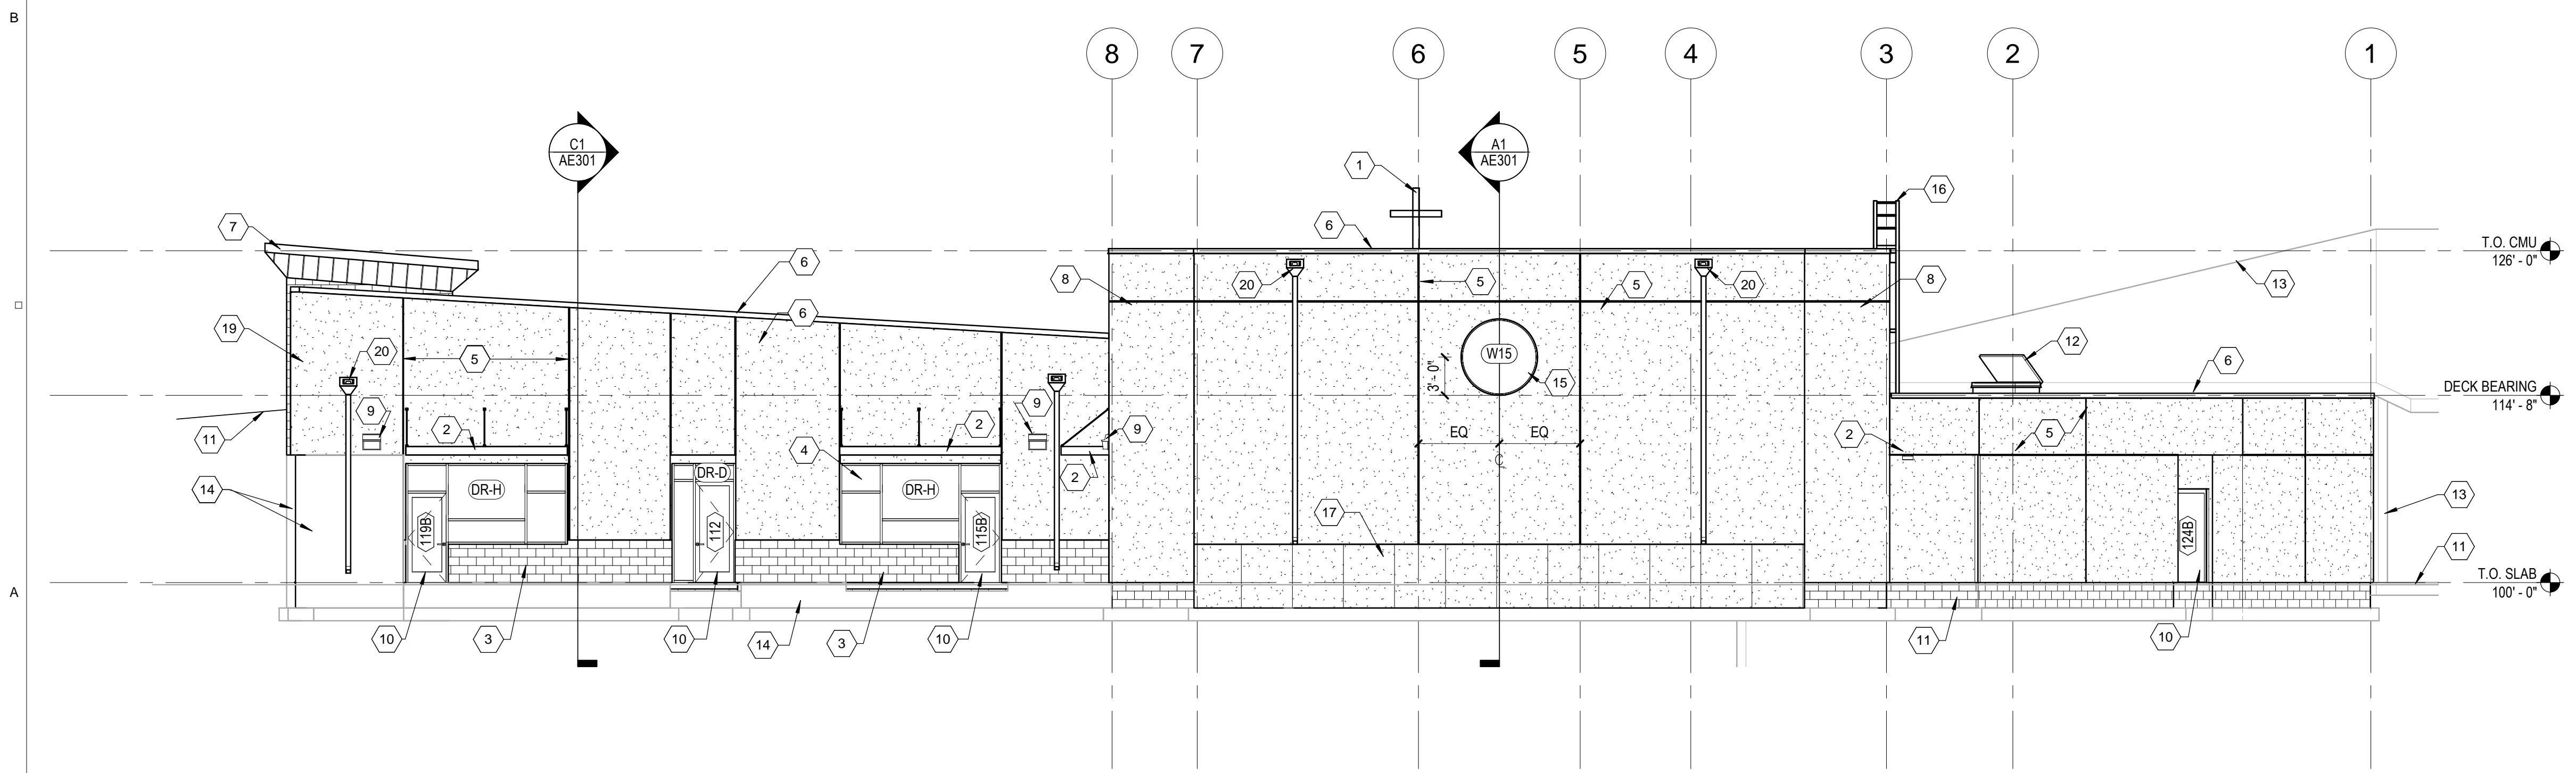 B
8
7
6
5
4
3
2
1
C1
AE301
A1
AE301
1
16
7
6
T.O. CMU
126' - 0"
6
8
20
5
5
20
8
13
19
6
20
5
W15
15
12
3' - 0"
6
DECK BEARING
114' - 8"
9
9
11
2
2
9
EQ
EQ
2
5
4
2
CL
14
DR-H
DR-D
DR-H
17
13
119B
112
115B
124B
11
T.O. SLAB
100' - 0"
A
10
3
10
14
3
10
11
10